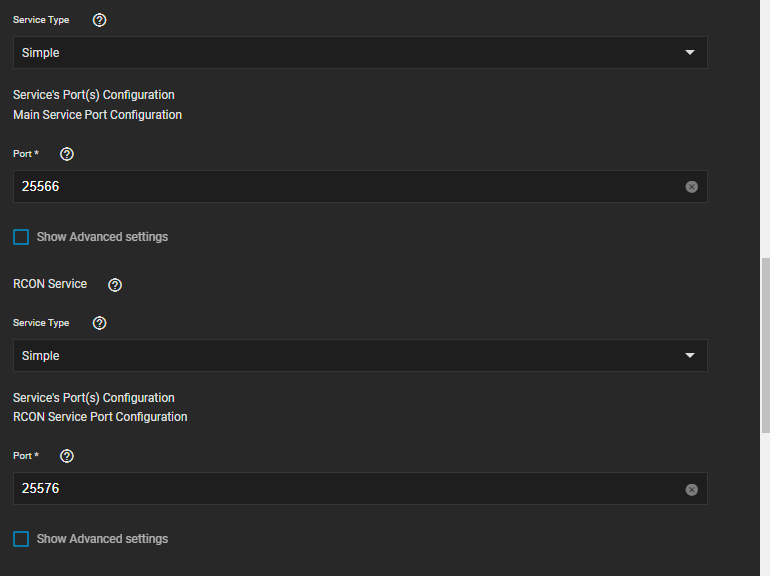 Service Type
Simple
Service's Port(s) Configuration
Main Service Port Configuration
Port *
25566
Show Advanced settings
RCON Service
Service Type
Simple
Service's Port(s) Configuration
RCON Service Port Configuration
Port *
25576
Show Advanced settings